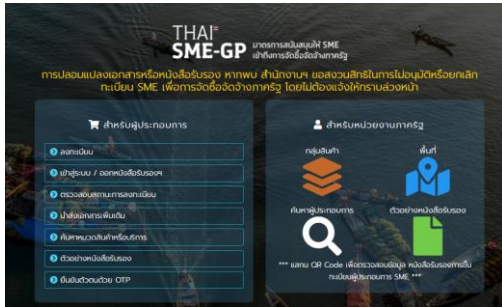 THAI
SME-GP
มาตรการสนับสนุนให้ SME
เข้าถึงการจัดซื้อจัดจ้างภาครัฐ
การปลอมแปลงเอกสารหรือหนังสือรับรอง หากพบ สำนักงานฯ ขอสงวนสิทธิในการไม่อนุมัติหรือยกเลิก
ทะเบียน SME เพื่อการจัดซื้อจัดจ้างภาครัฐ โดยไม่ต้องแจ้งให้ทราบล่วงหน้า
สำหรับผู้ประกอบการ
ลงทะเบียน
เข้าสู่ระบบ / ออกหนังสือรับรองฯ
ตรวจสอบสถานะการลงทะเบียน
นำส่งเอกสารเพิ่มเติม
ค้นหาหมวดสินค้าหรือบริการ
ตัวอย่างหนังสือรับรอง
ยืนยันตัวตนด้วย OTP
สำหรับหน่วยงานภาครัฐ
กลุ่มสินค้า
พื้นที่
ค้นหาผู้ประกอบการ
ตัวอย่างหนังสือรับรอง
*** แสกน QR Code เพื่อตรวจสอบข้อมูล หนังสือรับรองการขึ้น
ทะเบียนผู้ประกอบการ SME ***